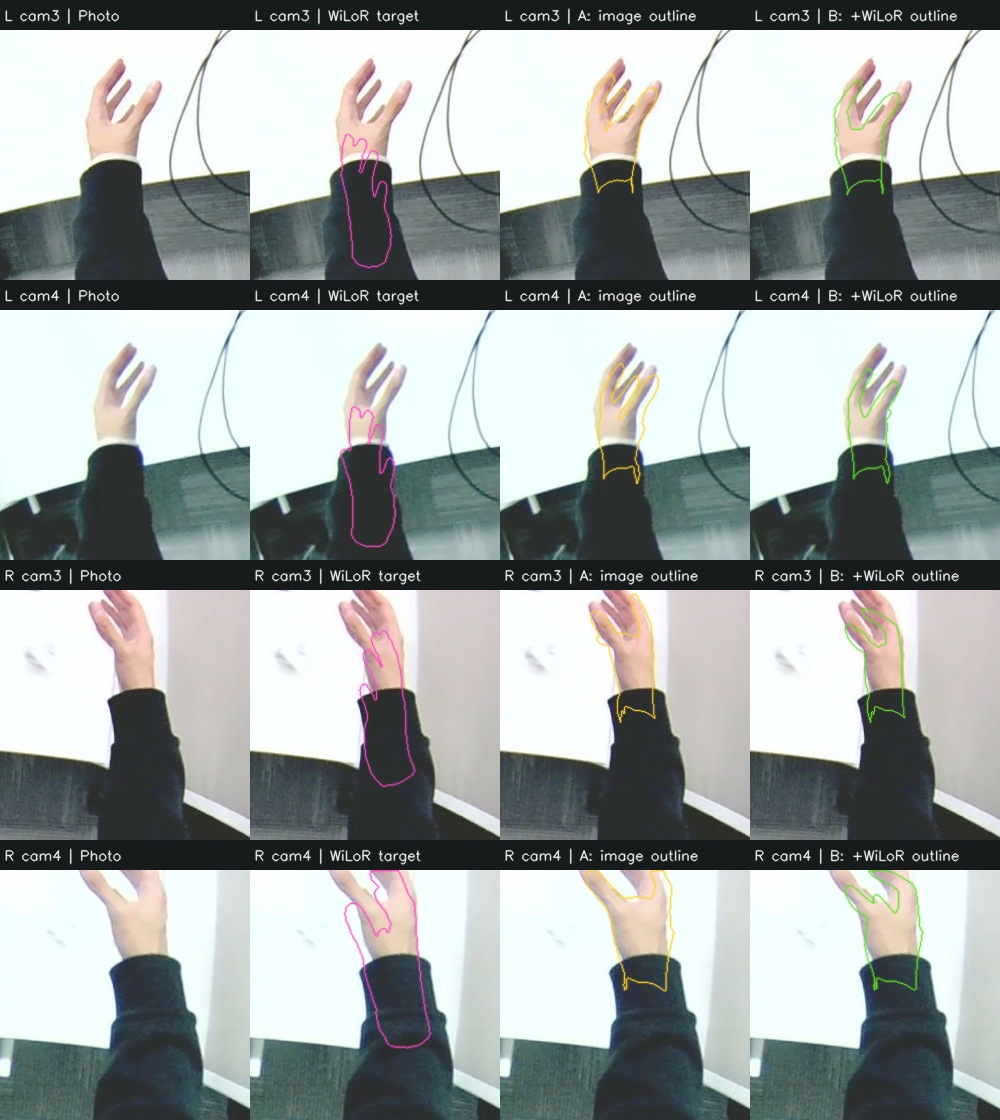 L cam3 | Photo
L cam3 | WiLoR target
L cam3 | A: image outline
L cam3 | B: +WiLoR outline
L cam4 | Photo
L cam4 | WiLoR target
L cam4 | A: image outline
L cam4 | B: +WiLoR outline
R cam3 | Photo
R cam3 | WiLoR target
R cam3 | A: image outline
R cam3 | B: +WiLoR outline
R cam4 | Photo
R cam4 | WiLoR target
R cam4 | A: image outline
R cam4 | B: +WiLoR outline